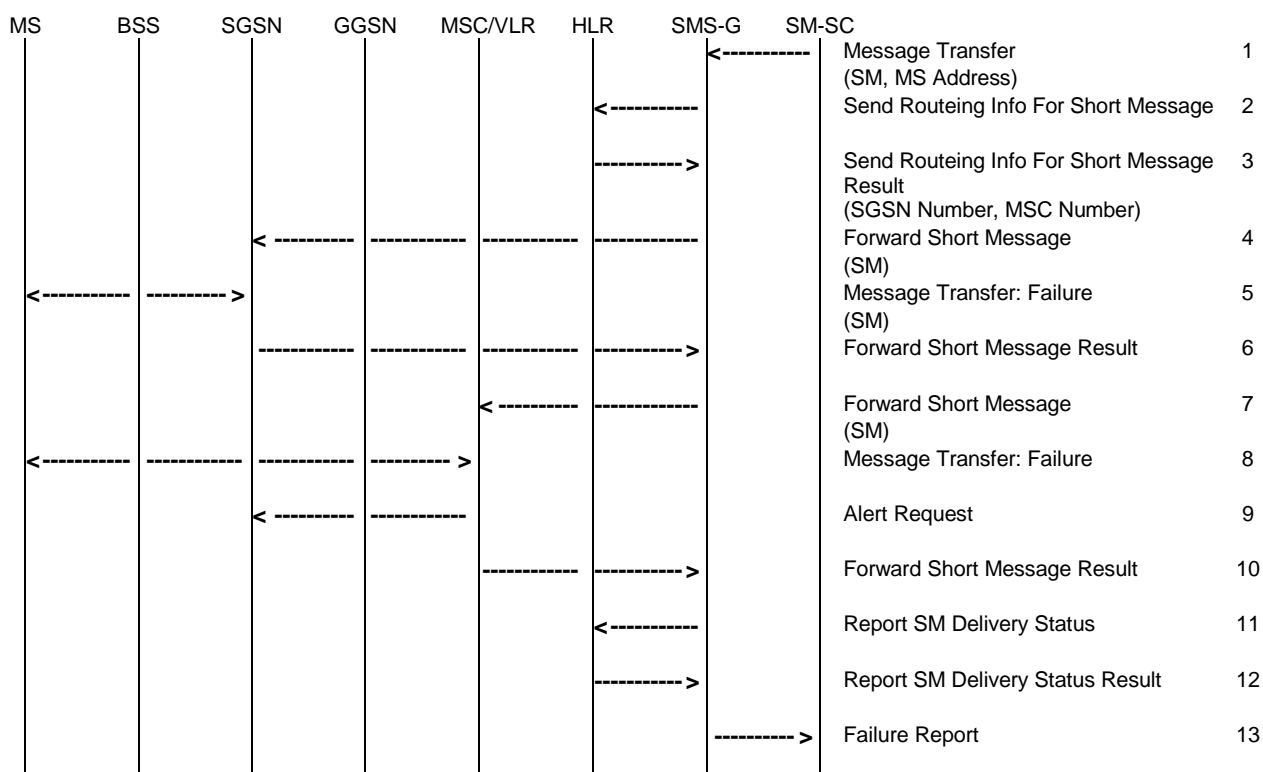 MS BSS SGSN GGSN MSC/VLR HLR SMS-G SM-SC
Message Transfer 1
(SM, MS Address)
Send Routeing Info For Short Message 2
Send Routeing Info For Short Message 3
Result
(SGSN Number, MSC Number)
Forward Short Message 4
(SM)
Message Transfer: Failure 5
(SM)
Forward Short Message Result 6
Forward Short Message 7
(SM)
Message Transfer: Failure 8
Alert Request 9
Forward Short Message Result 10
Report SM Delivery Status 11
Report SM Delivery Status Result 12
Failure Report 13